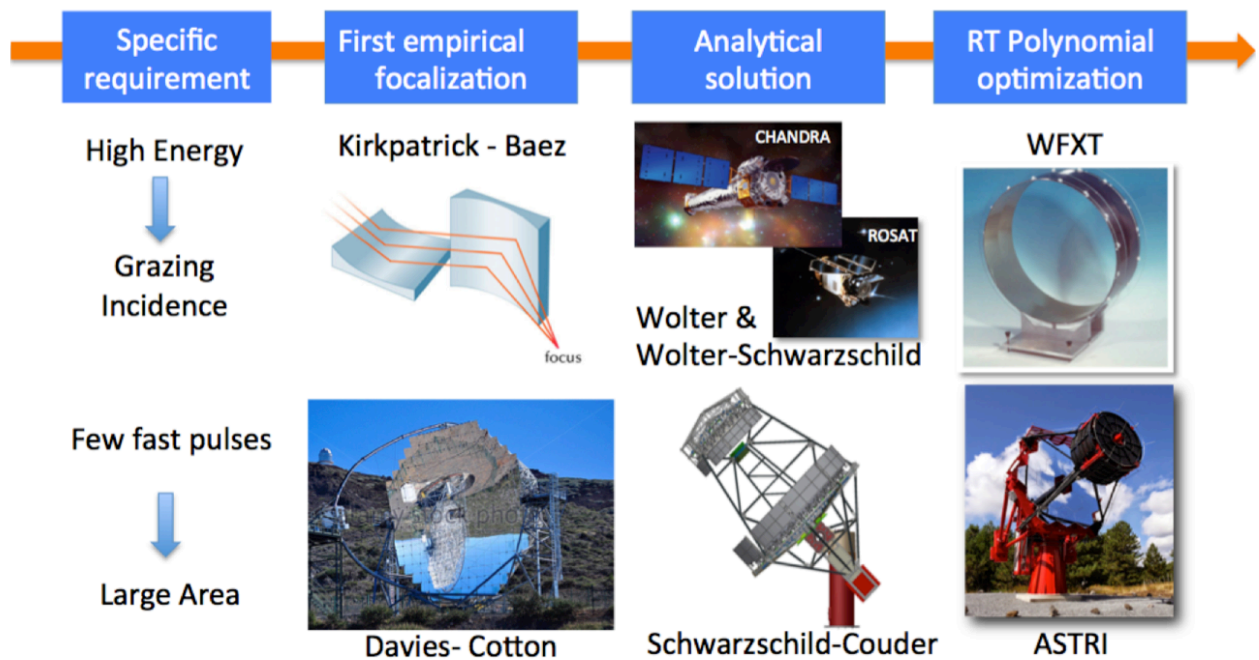 Specific
requirement
First empirical
focalization
Analytical
solution
RT Polynomial
optimization
High Energy
Grazing
Incidence
Kirkpatrick - Baez
focus
CHANDRA
ROSAT
Wolter &
Wolter-Schwarzschild
WFXT
Few fast pulses
Large Area
Davies- Cotton
Schwarzschild-Couder
ASTRI